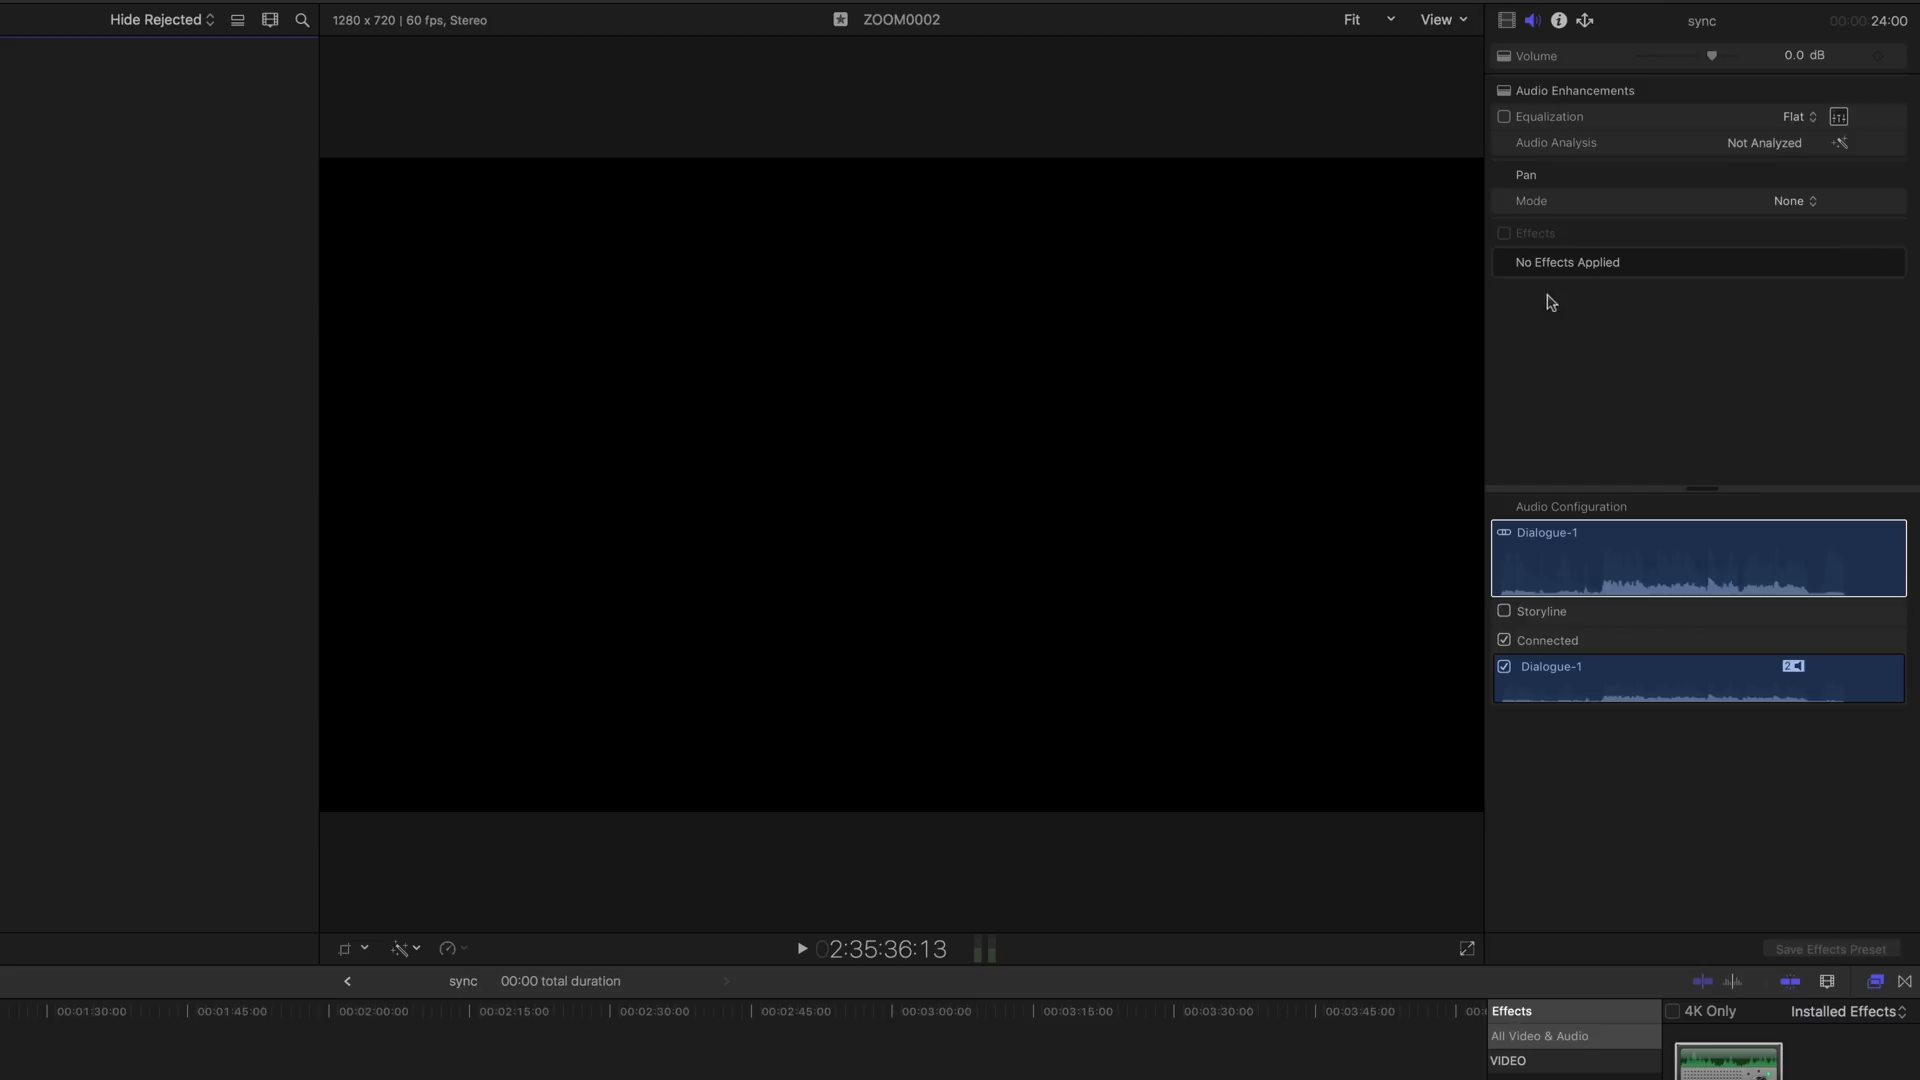 Hide Rejected
1280 x 720 | 60 fps, Stereo
ZOOM0002
Fit
View
sync
00:00:24:00
Volume
0.0 dB
Audio Enhancements
Equalization
Flat
Audio Analysis
Not Analyzed
Pan
Mode
None
Effects
No Effects Applied
Audio Configuration
Dialogue-1
Storyline
Connected
Dialogue-1
2
02:35:36:13
Save Effects Preset
sync
00:00 total duration
00:01:30:00
00:01:45:00
00:02:00:00
00:02:15:00
00:02:30:00
00:02:45:00
00:03:00:00
00:03:15:00
00:03:30:00
00:03:45:00
Effects
4K Only
Installed Effects
All Video & Audio
VIDEO